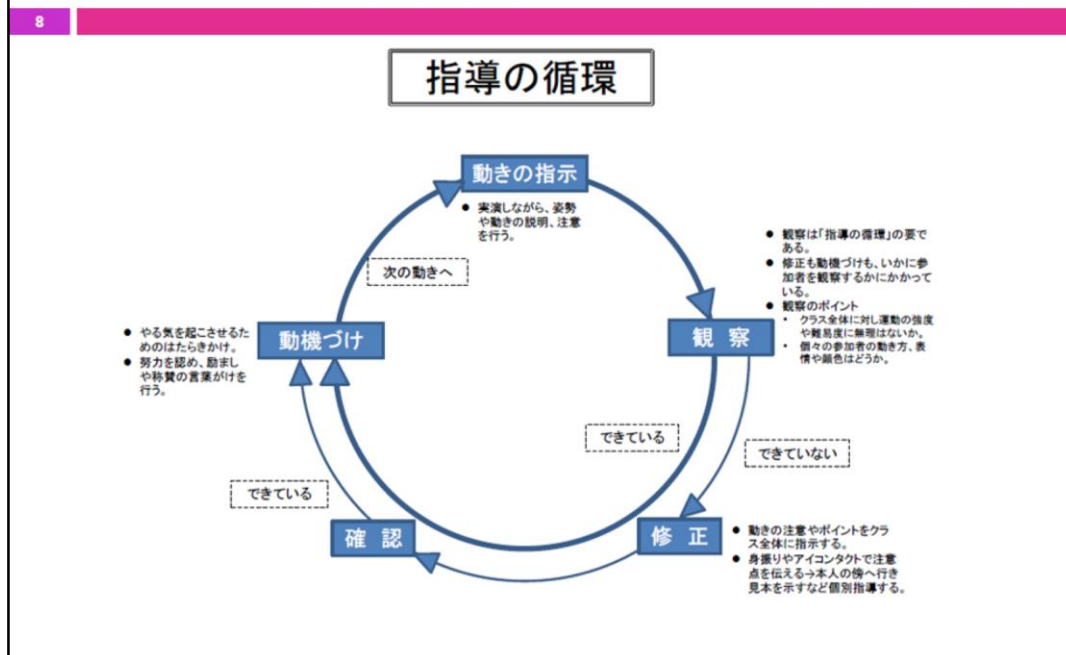 8
指導の循環
動きの指示
● 実演しながら、姿勢
や動きの説明、注意
を行う。
● 観察は「指導の循環」の要で
ある。
● 修正も動機づけも、いかに参
加者を観察するかにかかって
いる。
● 観察のポイント
・ クラス全体に対し運動の強度
や難易度に無理はないか。
・ 個々の参加者の動き方、表
情や顔色はどうか。
次の動きへ
● やる気を起こさせるた
めのはたらきかけ。
● 努力を認め、励まし
や称賛の言葉がけを
行う。
動機づけ
観 察
できている
できていない
できている
確 認
修 正
● 動きの注意やポイントをクラ
ス全体に指示する。
● 身振りやアイコンタクトで注意
点を伝える→本人の傍へ行き
見本を示すなど個別指導する。